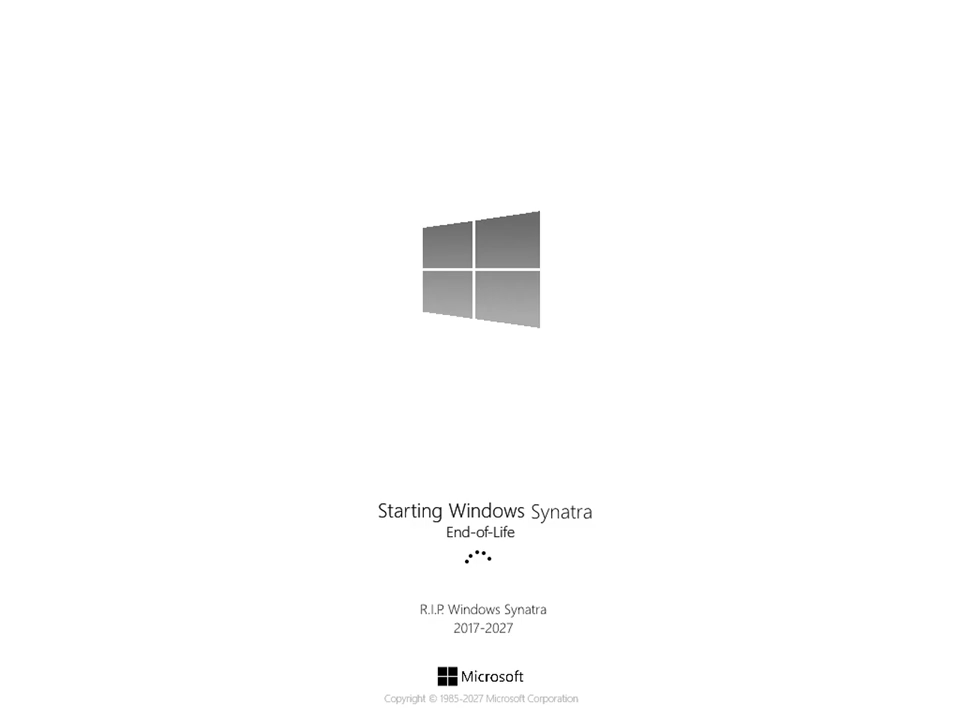 Starting Windows Synatra
End-of-Life
R.I.P. Windows Synatra
2017-2027
Microsoft
Copyright © 1985-2027 Microsoft Corporation